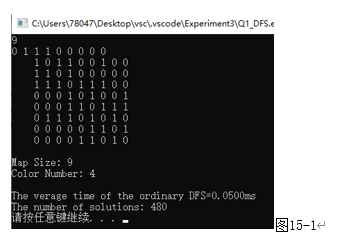 C:\Users\78047\Desktop\vsc\.vscode\Experiment3\Q1_DFS.e
9
0 1 1 1 0 0 0 0 0
1 0 1 1 0 0 1 0 0
1 1 0 1 0 0 0 0 0
1 1 1 0 1 1 1 0 0
0 0 0 1 0 1 0 0 1
0 0 0 1 1 0 1 1 1
0 1 1 1 0 1 0 1 0
0 0 0 0 0 1 1 0 1
0 0 0 0 1 1 0 1 0
Map Size: 9
Color Number: 4
The verage time of the ordinary DFS=0.0500ms
The number of solutions: 480
请按任意键继续. . .
图15-1